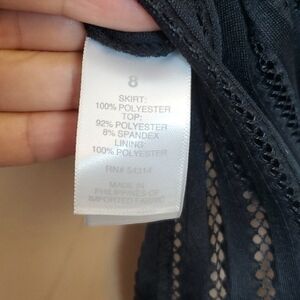 8
SKIRT:
100% POLYESTER
TOP:
92% POLYESTER
8% SPANDEX
LINING:
100% POLYESTER
RN#
MADE IN
PHILIPPINES OF
IMPORTED FABRIC